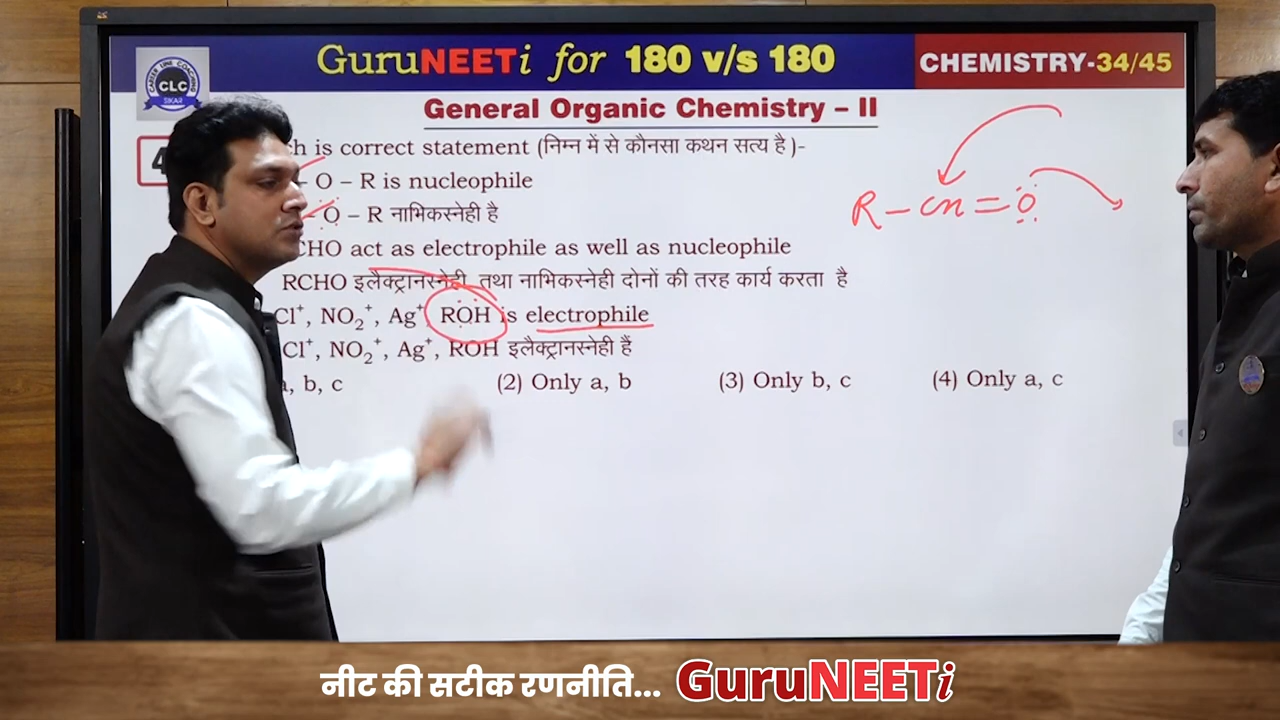 GuruNEETi for 180 v/s 180
CHEMISTRY-34/45
CLC
SIKAR
General Organic Chemistry – II
is correct statement (निम्न में से कौनसा कथन सत्य है)-
– O – R is nucleophile
– O – R नाभिकस्नेही है
CHO act as electrophile as well as nucleophile
RCHO इलैक्ट्रानस्नेही तथा नाभिकस्नेही दोनों की तरह कार्य करता है
Cl⁺, NO₂⁺, Ag⁺ ROH is electrophile
Cl⁺, NO₂⁺, Ag⁺, ROH इलैक्ट्रानस्नेही हैं
a, b, c (2) Only a, b (3) Only b, c (4) Only a, c
R – CH = O
नीट की सटीक रणनीति... GuruNEETi